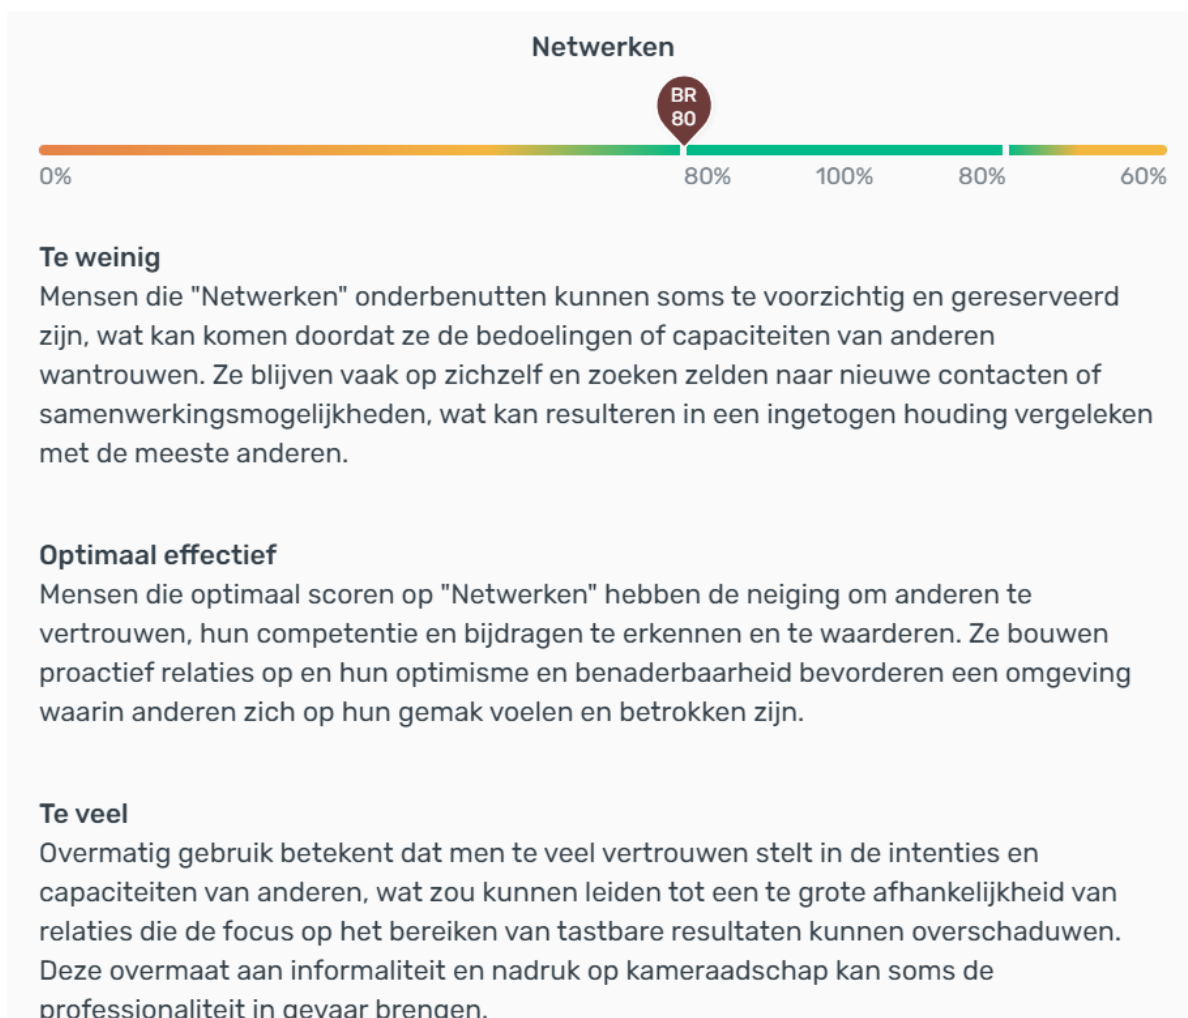 Netwerken
BR
80
0%
80%
100%
80%
60%
Te weinig
Mensen die "Netwerken" onderbenutten kunnen soms te voorzichtig en gereserveerd
zijn, wat kan komen doordat ze de bedoelingen of capaciteiten van anderen
wantrouwen. Ze blijven vaak op zichzelf en zoeken zelden naar nieuwe contacten of
samenwerkingsmogelijkheden, wat kan resulteren in een ingetogen houding vergeleken
met de meeste anderen.
Optimaal effectief
Mensen die optimaal scoren op "Netwerken" hebben de neiging om anderen te
vertrouwen, hun competentie en bijdragen te erkennen en te waarderen. Ze bouwen
proactief relaties op en hun optimisme en benaderbaarheid bevorderen een omgeving
waarin anderen zich op hun gemak voelen en betrokken zijn.
Te veel
Overmatig gebruik betekent dat men te veel vertrouwen stelt in de intenties en
capaciteiten van anderen, wat zou kunnen leiden tot een te grote afhankelijkheid van
relaties die de focus op het bereiken van tastbare resultaten kunnen overschaduwen.
Deze overmaat aan informaliteit en nadruk op kameraadschap kan soms de
professionaliteit in gevaar brengen.